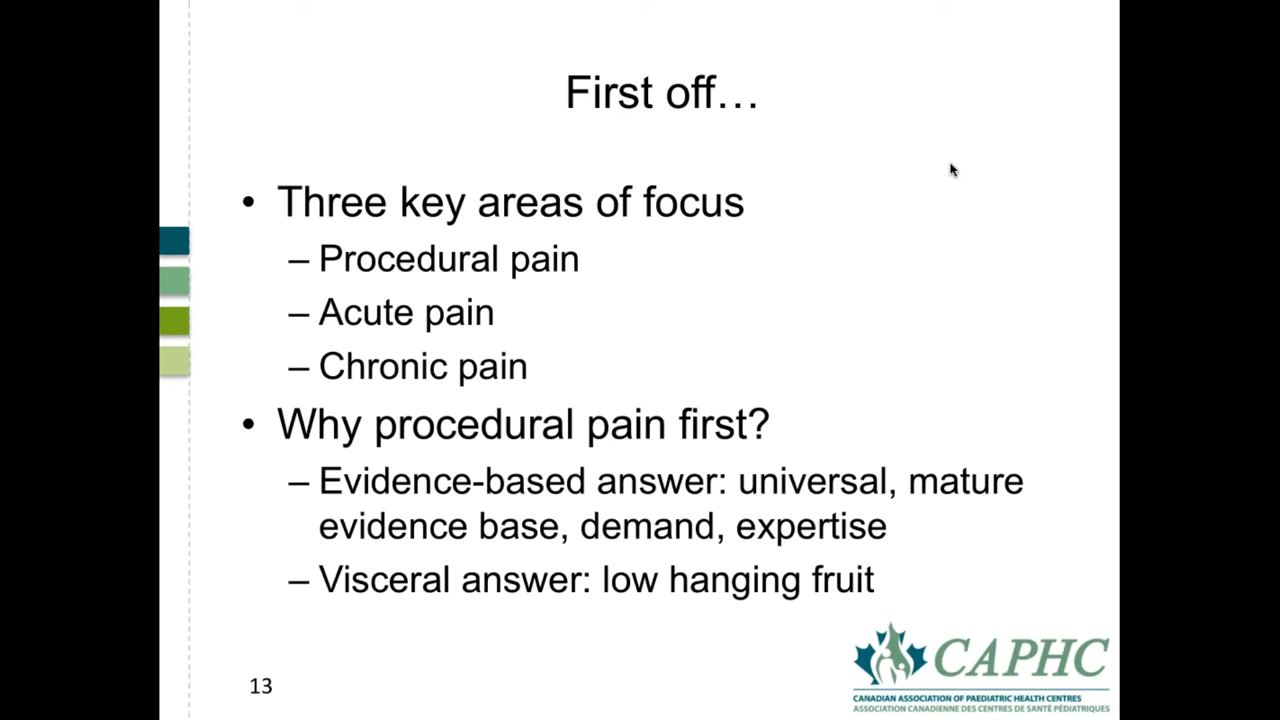 First off…
• Three key areas of focus
– Procedural pain
– Acute pain
– Chronic pain
• Why procedural pain first?
– Evidence-based answer: universal, mature
evidence base, demand, expertise
– Visceral answer: low hanging fruit
CAPHC
CANADIAN ASSOCIATION OF PAEDIATRIC HEALTH CENTRES
ASSOCIATION CANADIENNE DES CENTRES DE SANTÉ PÉDIATRIQUES
13